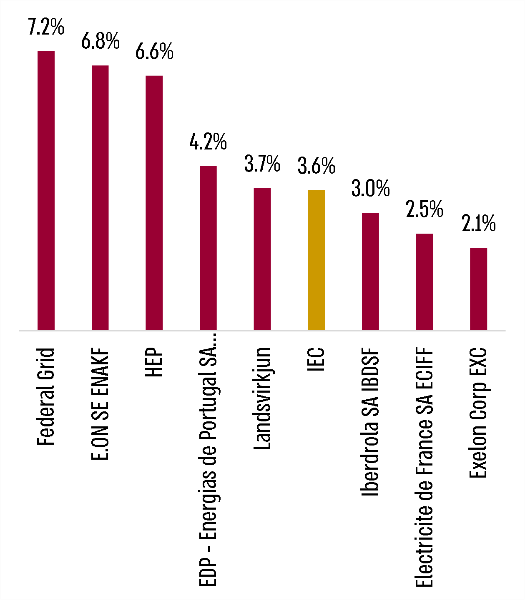 7.2%
6.8%
6.6%
4.2%
3.7%
3.6%
3.0%
2.5%
2.1%
Federal Grid
E.ON SE ENAKF
HEP
EDP - Energias de Portugal SA...
Landsvirkjun
IEC
Iberdrola SA IBDSF
Electricite de France SA ECIFF
Exelon Corp EXC